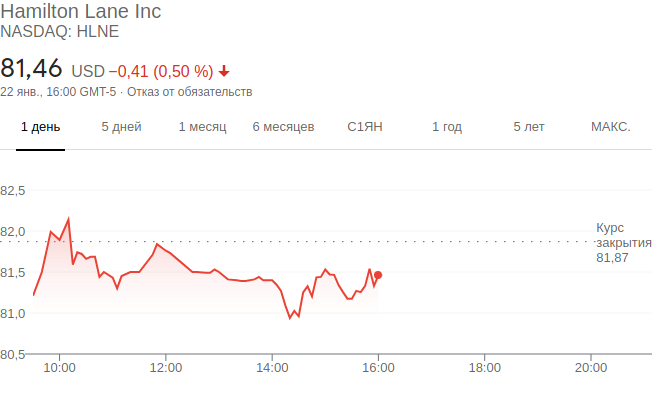 Hamilton Lane Inc
NASDAQ: HLNE
81,46 USD −0,41 (0,50 %)
22 янв., 16:00 GMT-5 · Отказ от обязательств
1 день 5 дней 1 месяц 6 месяцев С1ЯН 1 год 5 лет МАКС.
82,5
82,0
81,5
81,0
80,5
Курс
закрытия
81,87
10:00 12:00 14:00 16:00 18:00 20:00